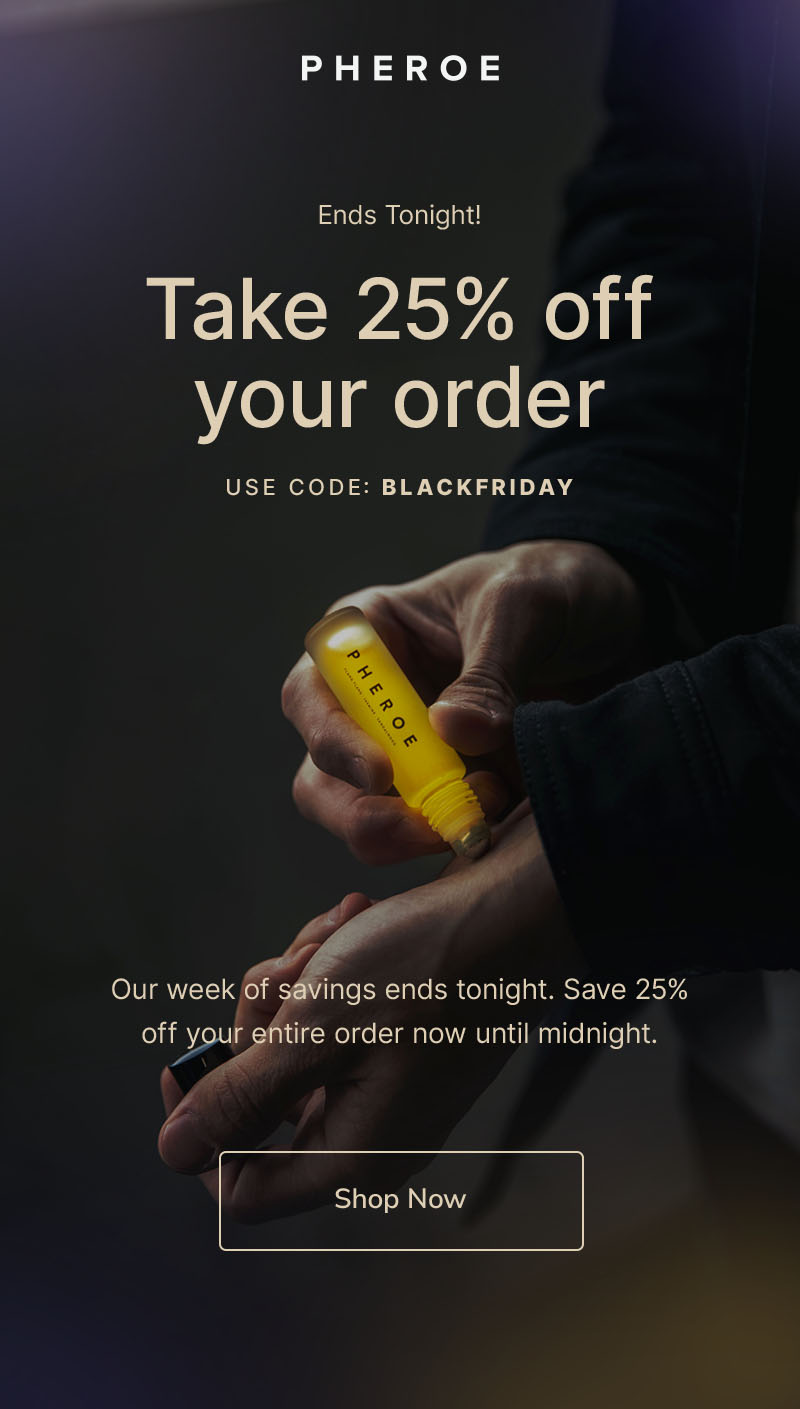 PHEROE
Ends Tonight!
Take 25% off
your order
USE CODE: BLACKFRIDAY
PHEROE
Our week of savings ends tonight. Save 25%
off your entire order now until midnight.
Shop Now